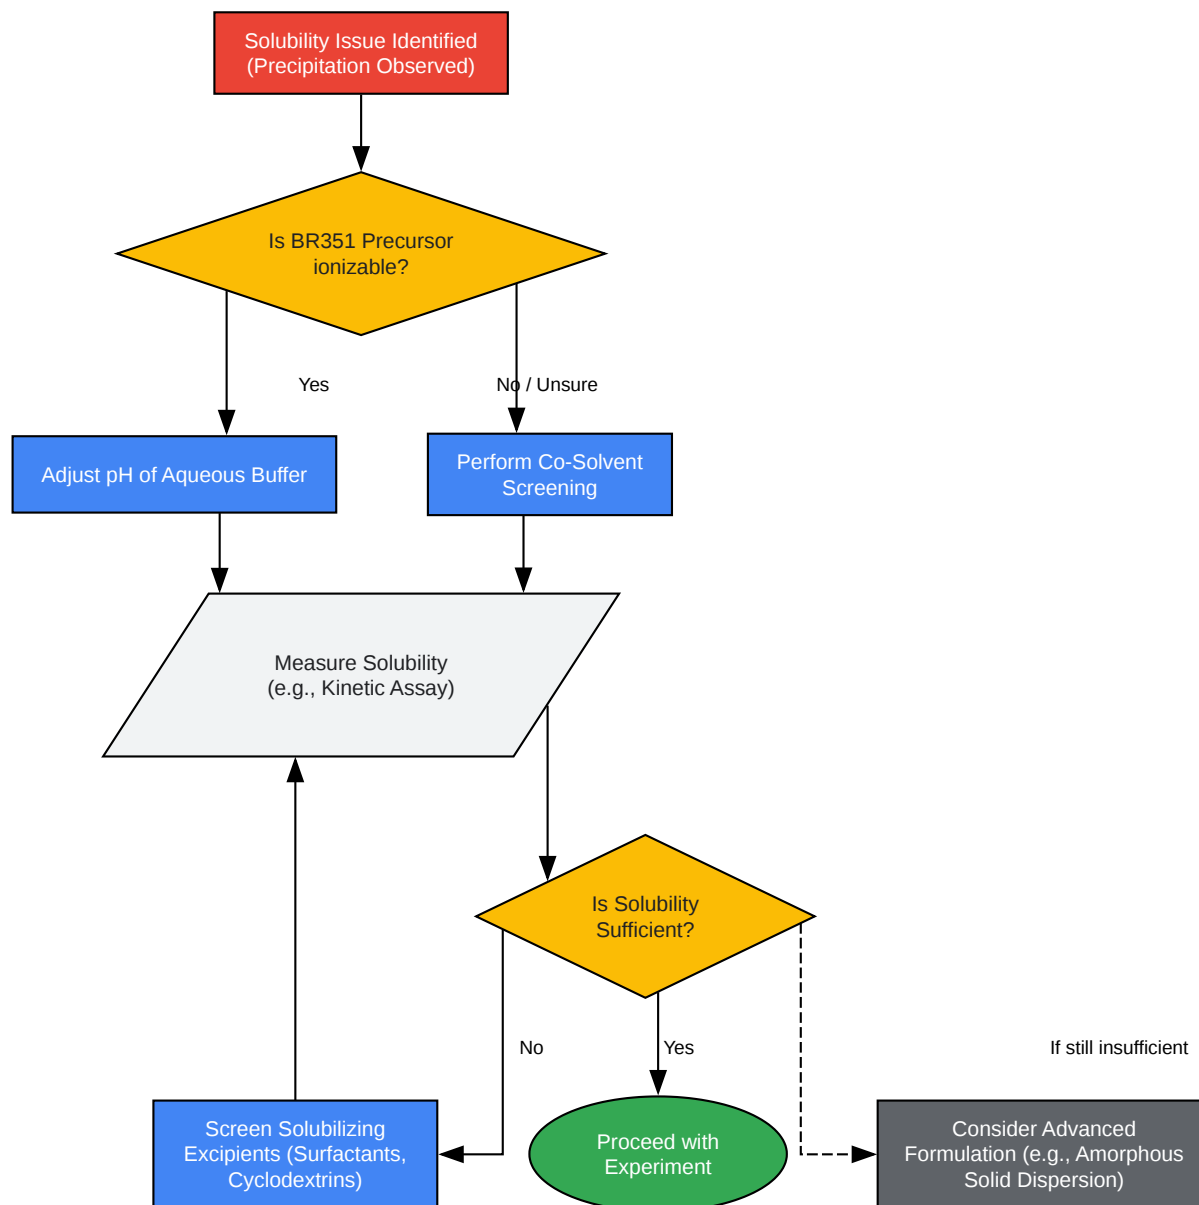 Solubility Issue Identified
(Precipitation Observed)
Is BR351 Precursor
ionizable?
Yes
No / Unsure
Adjust pH of Aqueous Buffer
Perform Co-Solvent
Screening
Measure Solubility
(e.g., Kinetic Assay)
Is Solubility
Sufficient?
No
Yes
If still insufficient
Screen Solubilizing
Excipients (Surfactants,
Cyclodextrins)
Proceed with
Experiment
Consider Advanced
Formulation (e.g., Amorphous
Solid Dispersion)